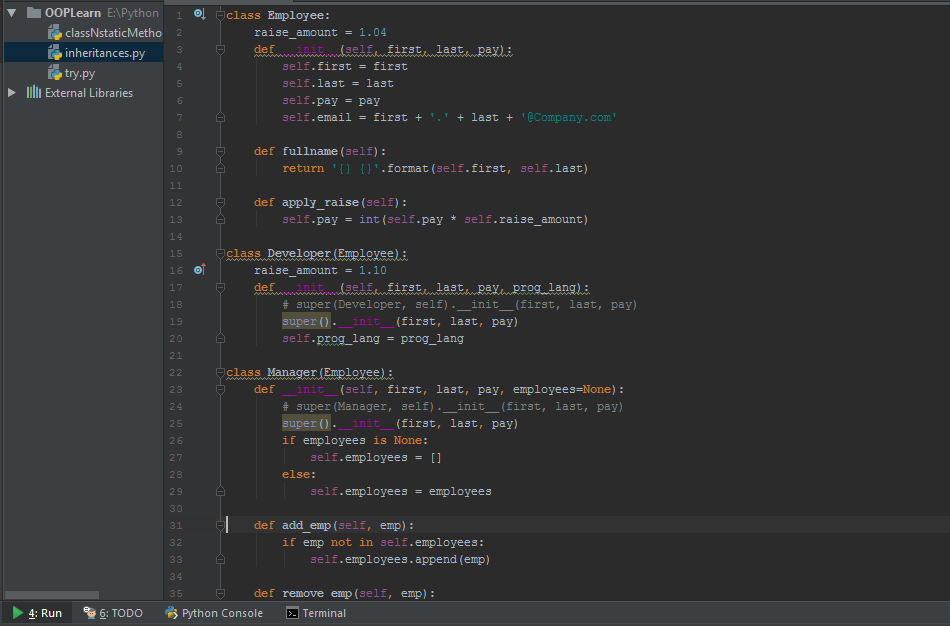 OOPLearn E:\Python
classNstaticMetho
inheritances.py
try.py
External Libraries
1 class Employee:
2     raise_amount = 1.04
3     def __init__(self, first, last, pay):
4         self.first = first
5         self.last = last
6         self.pay = pay
7         self.email = first + '.' + last + '@Company.com'
8
9     def fullname(self):
10         return '{} {}'.format(self.first, self.last)
11
12     def apply_raise(self):
13         self.pay = int(self.pay * self.raise_amount)
14
15 class Developer(Employee):
16     raise_amount = 1.10
17     def __init__(self, first, last, pay, prog_lang):
18         # super(Developer, self).__init__(first, last, pay)
19         super().__init__(first, last, pay)
20         self.prog_lang = prog_lang
21
22 class Manager(Employee):
23     def __init__(self, first, last, pay, employees=None):
24         # super(Manager, self).__init__(first, last, pay)
25         super().__init__(first, last, pay)
26         if employees is None:
27             self.employees = []
28         else:
29             self.employees = employees
30
31     def add_emp(self, emp):
32         if emp not in self.employees:
33             self.employees.append(emp)
34
35     def remove emp(self, emp):
4: Run 6: TODO Python Console Terminal